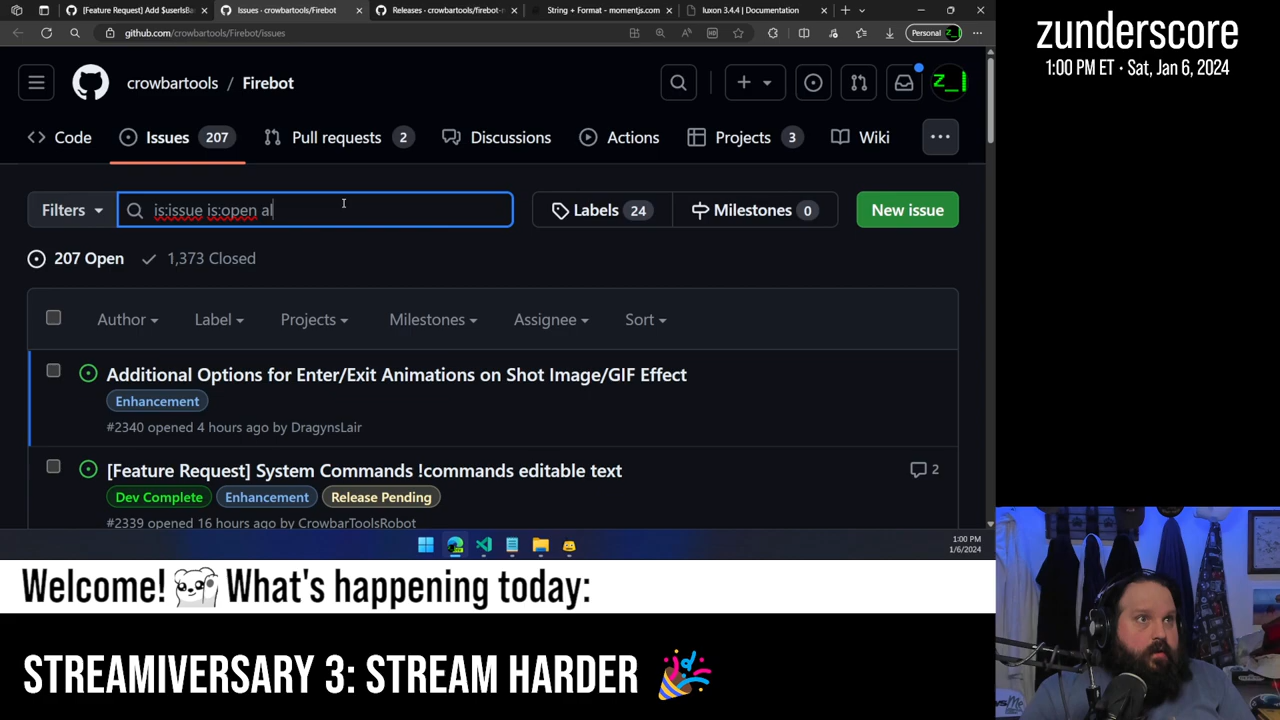 [Feature Request] Add $userIsBa
Issues · crowbartools/Firebot
Releases · crowbartools/firebot-n
String + Format - momentjs.com
luxon 3.4.4 | Documentation
github.com/crowbartools/Firebot/issues
Personal
crowbartools / Firebot
Code
Issues 207
Pull requests 2
Discussions
Actions
Projects 3
Wiki
Filters
is:issue is:open al
Labels 24
Milestones 0
New issue
207 Open
1,373 Closed
Author
Label
Projects
Milestones
Assignee
Sort
Additional Options for Enter/Exit Animations on Shot Image/GIF Effect
Enhancement
#2340 opened 4 hours ago by DragynsLair
[Feature Request] System Commands !commands editable text
2
Dev Complete
Enhancement
Release Pending
#2339 opened 16 hours ago by CrowbarToolsRobot
1:00 PM
1/6/2024
zunderscore
1:00 PM ET • Sat, Jan 6, 2024
Welcome! What's happening today:
STREAMIVERSARY 3: STREAM HARDER